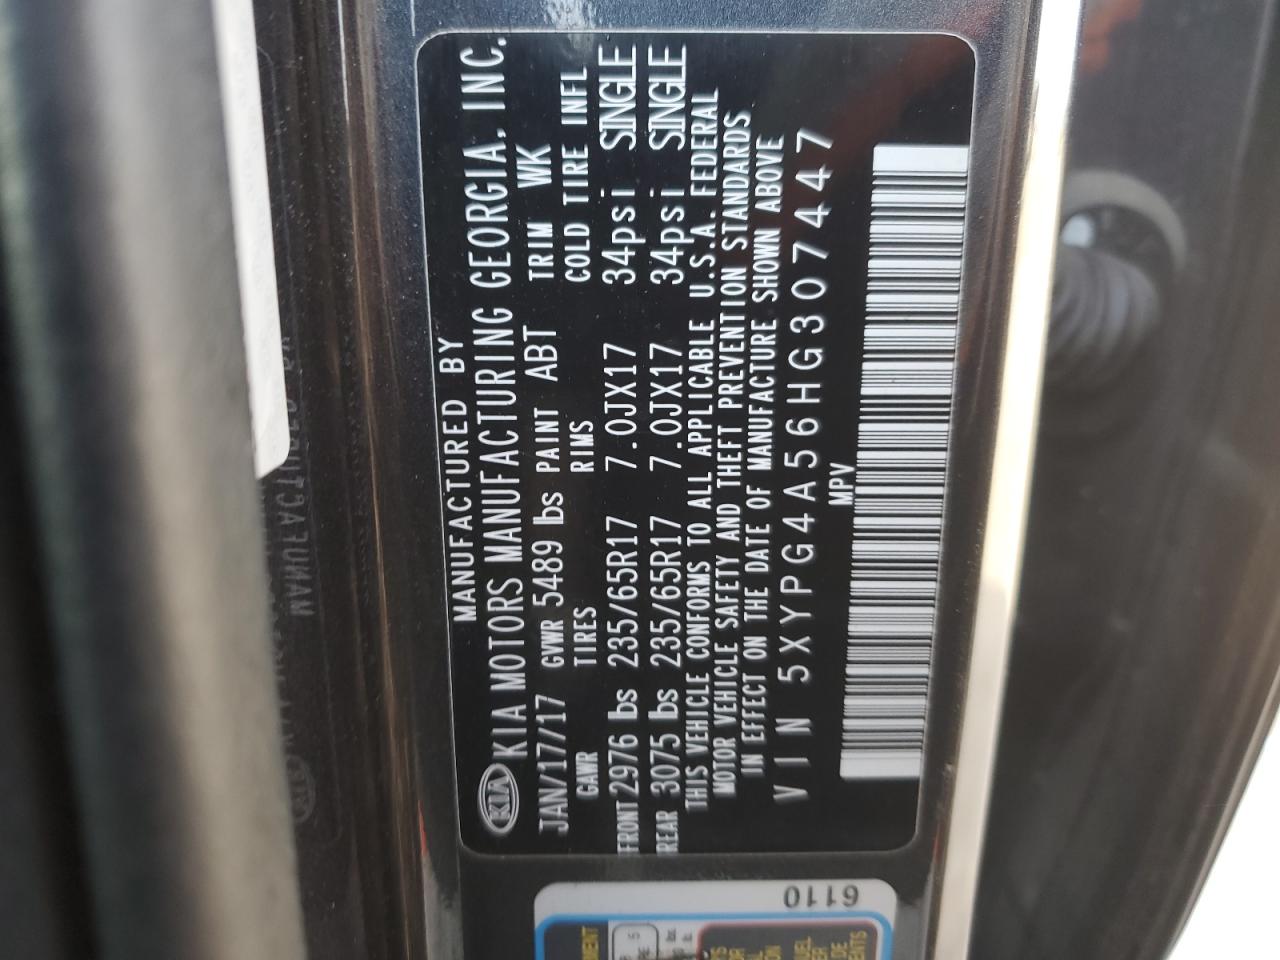 MANUFACTURED BY
KIA KIA MOTORS MANUFACTURING GEORGIA, INC.
JAN/17/17 GVWR 5489 lbs PAINT ABT TRIM WK
GAWR TIRES RIMS COLD TIRE INFL
FRONT 2976 lbs 235/65R17 7.0JX17 34psi SINGLE
REAR 3075 lbs 235/65R17 7.0JX17 34psi SINGLE
THIS VEHICLE CONFORMS TO ALL APPLICABLE U.S.A. FEDERAL
MOTOR VEHICLE SAFETY AND THEFT PREVENTION STANDARDS
IN EFFECT ON THE DATE OF MANUFACTURE SHOWN ABOVE
VIN 5XYPG4A56HG307447
MPV
6110